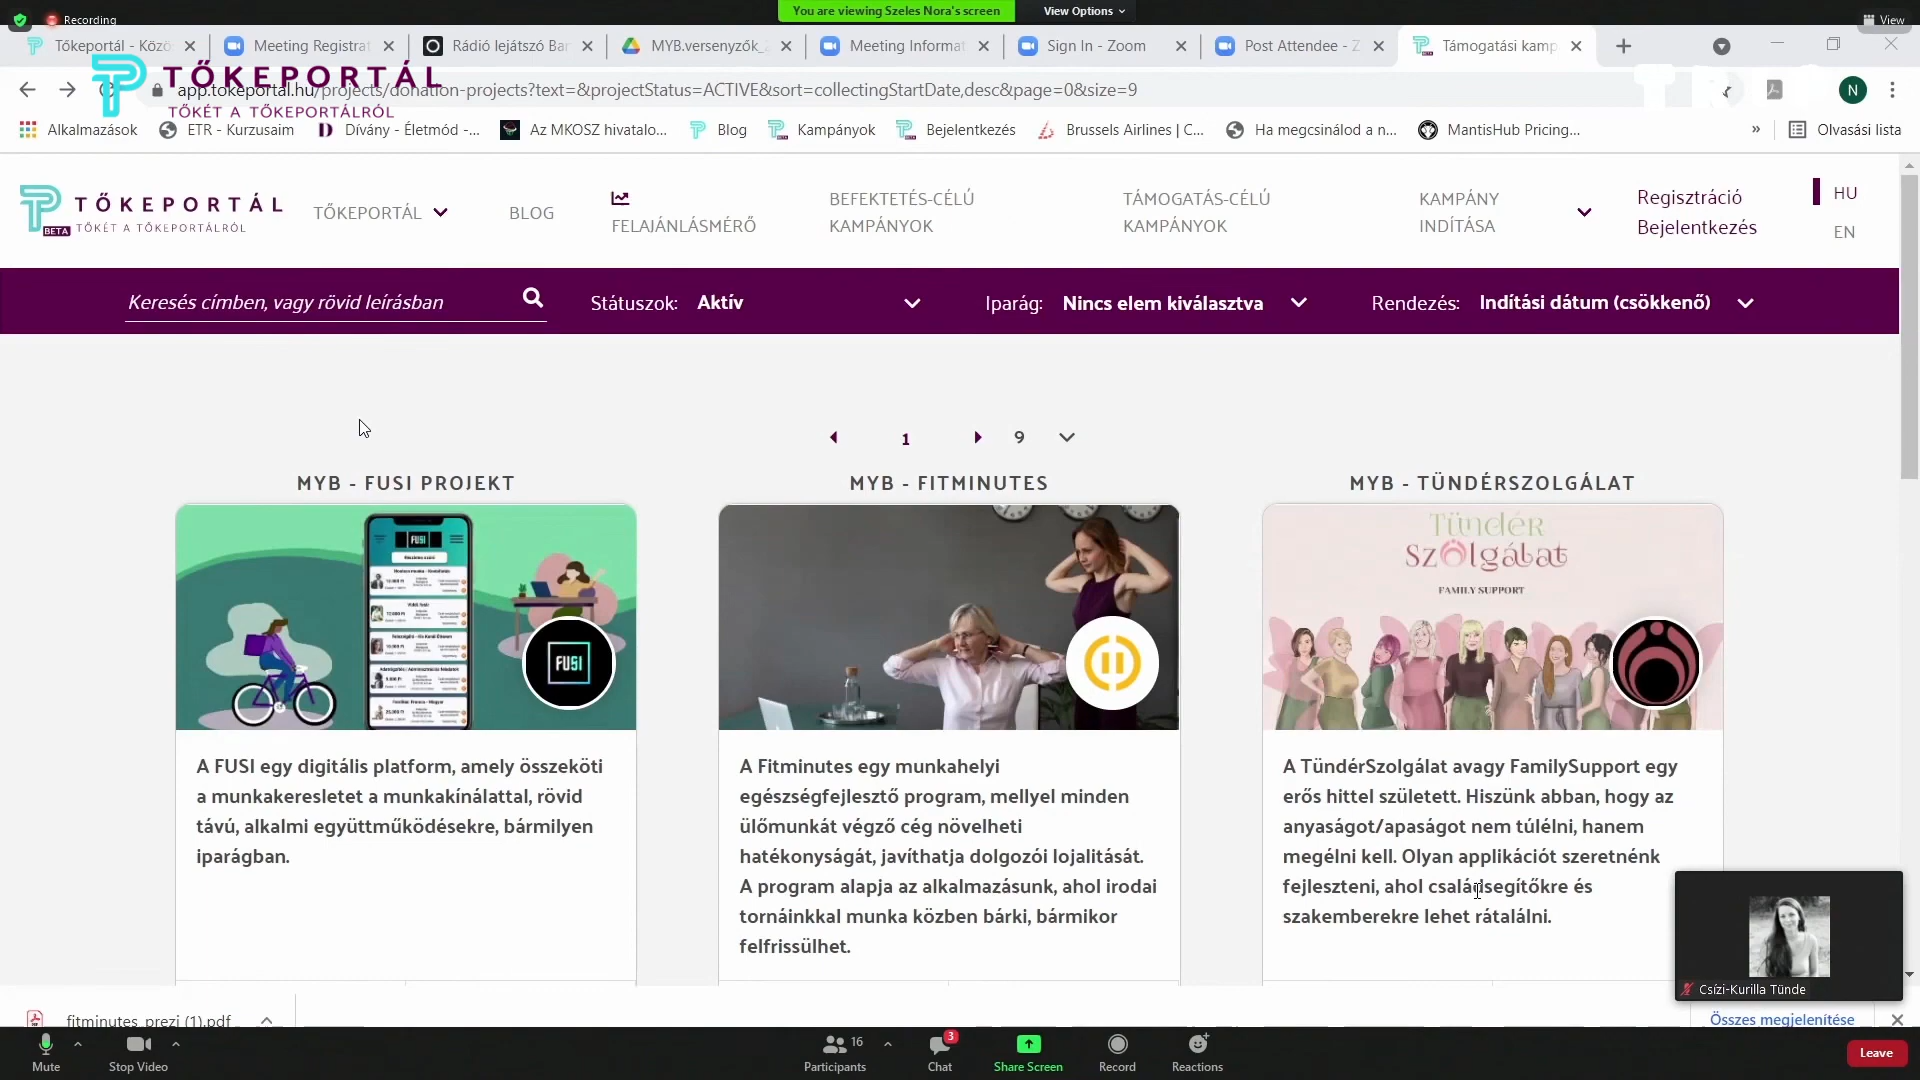 Recording
You are viewing Szeles Nora's screen
View Options
View
Tőkeportál - Közö
Meeting Registrat
Rádió lejátszó Bar
MYB.versenyzők_
Meeting Informat
Sign In - Zoom
Post Attendee - Z
Támogatási kamp
TŐKEPORTÁL
TŐKÉT A TŐKEPORTÁLRÓL
app.tokeportal.hu/projects/donation-projects?text=&projectStatus=ACTIVE&sort=collectingStartDate,desc&page=0&size=9
N
Alkalmazások
ETR - Kurzusaim
Dívány - Életmód -...
Az MKOSZ hivatalo...
Blog
Kampányok
Bejelentkezés
Brussels Airlines | C...
Ha megcsinálod a n...
MantisHub Pricing...
»
Olvasási lista
TŐKEPORTÁL
BETA
TŐKÉT A TŐKEPORTÁLRÓL
TŐKEPORTÁL
BLOG
FELAJÁNLÁSMÉRŐ
BEFEKTETÉS-CÉLÚ
KAMPÁNYOK
TÁMOGATÁS-CÉLÚ
KAMPÁNYOK
KAMPÁNY
INDÍTÁSA
Regisztráció
Bejelentkezés
HU
EN
Keresés címben, vagy rövid leírásban
Státuszok: Aktív
Iparág: Nincs elem kiválasztva
Rendezés: Indítási dátum (csökkenő)
1
9
MYB - FUSI PROJEKT
FUSI
FUSI
A FUSI egy digitális platform, amely összeköti
a munkakeresletet a munkakínálattal, rövid
távú, alkalmi együttműködésekre, bármilyen
iparágban.
MYB - FITMINUTES
A Fitminutes egy munkahelyi
egészségfejlesztő program, mellyel minden
ülőmunkát végző cég növelheti
hatékonyságát, javíthatja dolgozói lojalitását.
A program alapja az alkalmazásunk, ahol irodai
tornáinkkal munka közben bárki, bármikor
felfrissülhet.
MYB - TÜNDÉRSZOLGÁLAT
Tündér
Szolgálat
FAMILY SUPPORT
A TündérSzolgálat avagy FamilySupport egy
erős hittel született. Hiszünk abban, hogy az
anyaságot/apaságot nem túlélni, hanem
megélni kell. Olyan applikációt szeretnénk
fejleszteni, ahol családsegítőkre és
szakemberekre lehet rátalálni.
Csízi-Kurilla Tünde
fitminutes_prezi (1).pdf
Összes megjelenítése
Mute
Stop Video
16
Participants
3
Chat
Share Screen
Record
Reactions
Leave